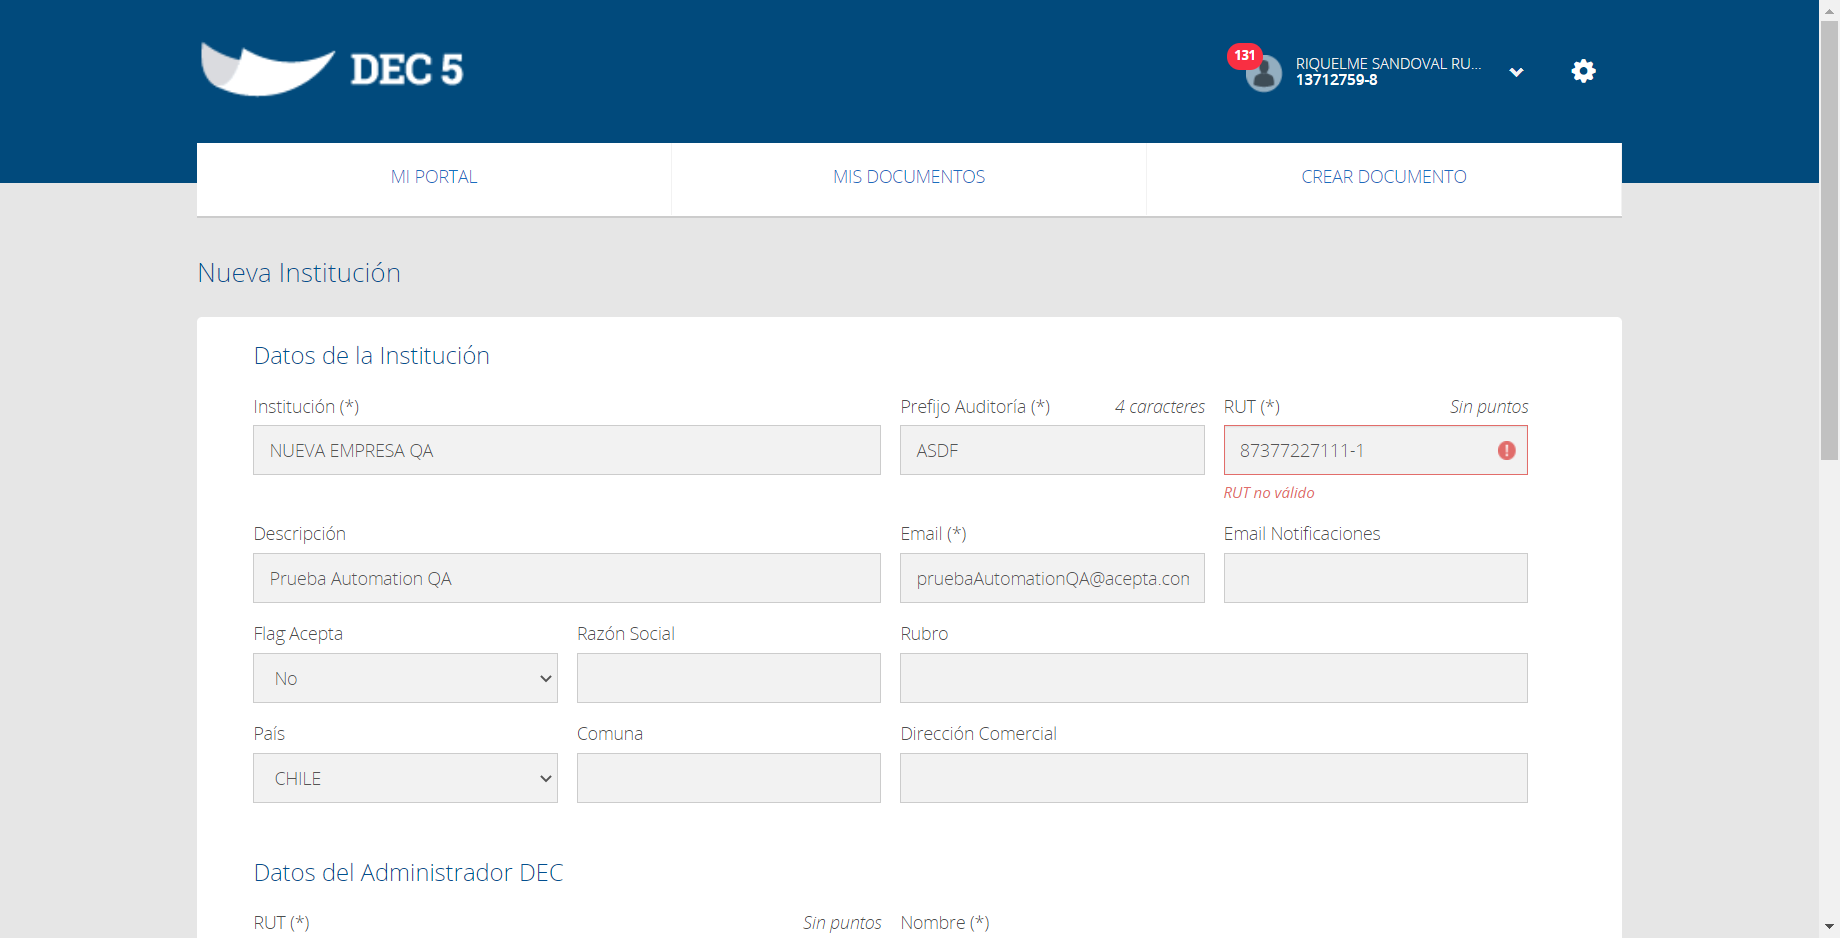 DEC 5
131
RIQUELME SANDOVAL RU...
13712759-8
MI PORTAL
MIS DOCUMENTOS
CREAR DOCUMENTO
Nueva Institución
Datos de la Institución
Institución (*)
Prefijo Auditoría (*)
4 caracteres
RUT (*)
Sin puntos
NUEVA EMPRESA QA
ASDF
87377227111-1
RUT no válido
Descripción
Email (*)
Email Notificaciones
Prueba Automation QA
pruebaAutomationQA@acepta.con
Flag Acepta
Razón Social
Rubro
No
País
Comuna
Dirección Comercial
CHILE
Datos del Administrador DEC
RUT (*)
Sin puntos
Nombre (*)